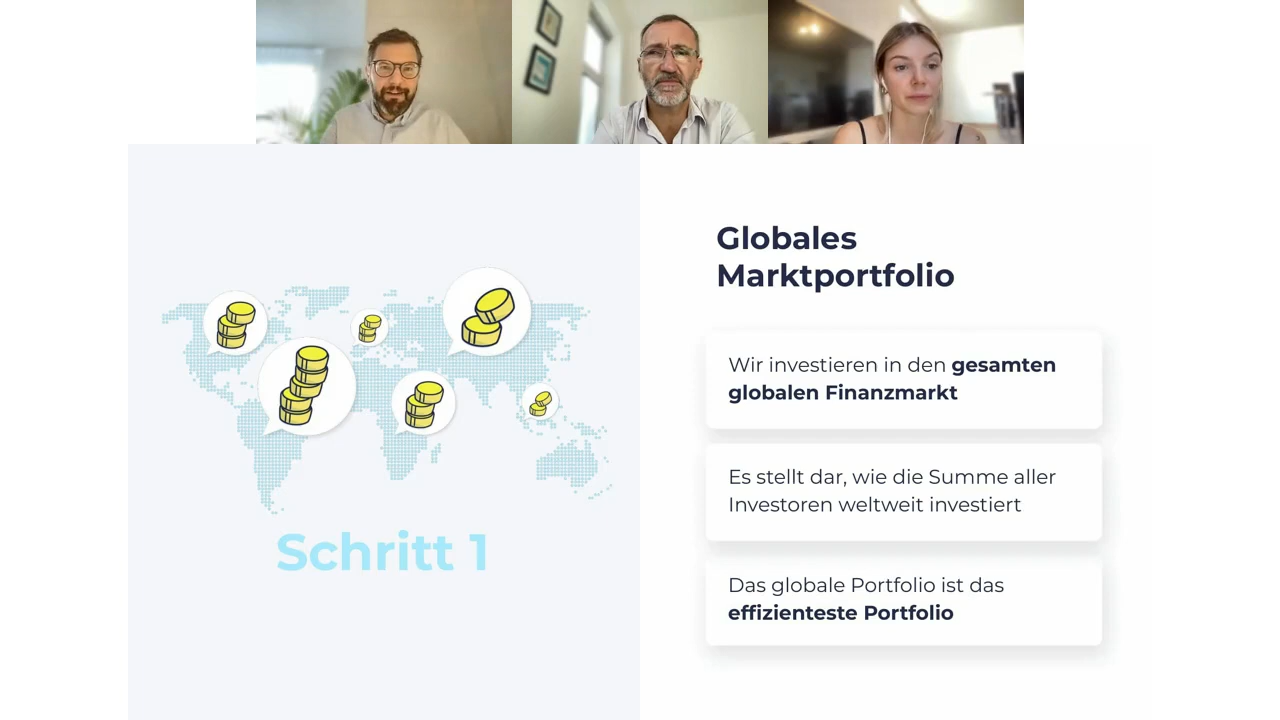 Globales
Marktportfolio
Wir investieren in den gesamten
globalen Finanzmarkt
Es stellt dar, wie die Summe aller
Investoren weltweit investiert
Das globale Portfolio ist das
effizienteste Portfolio
Schritt 1